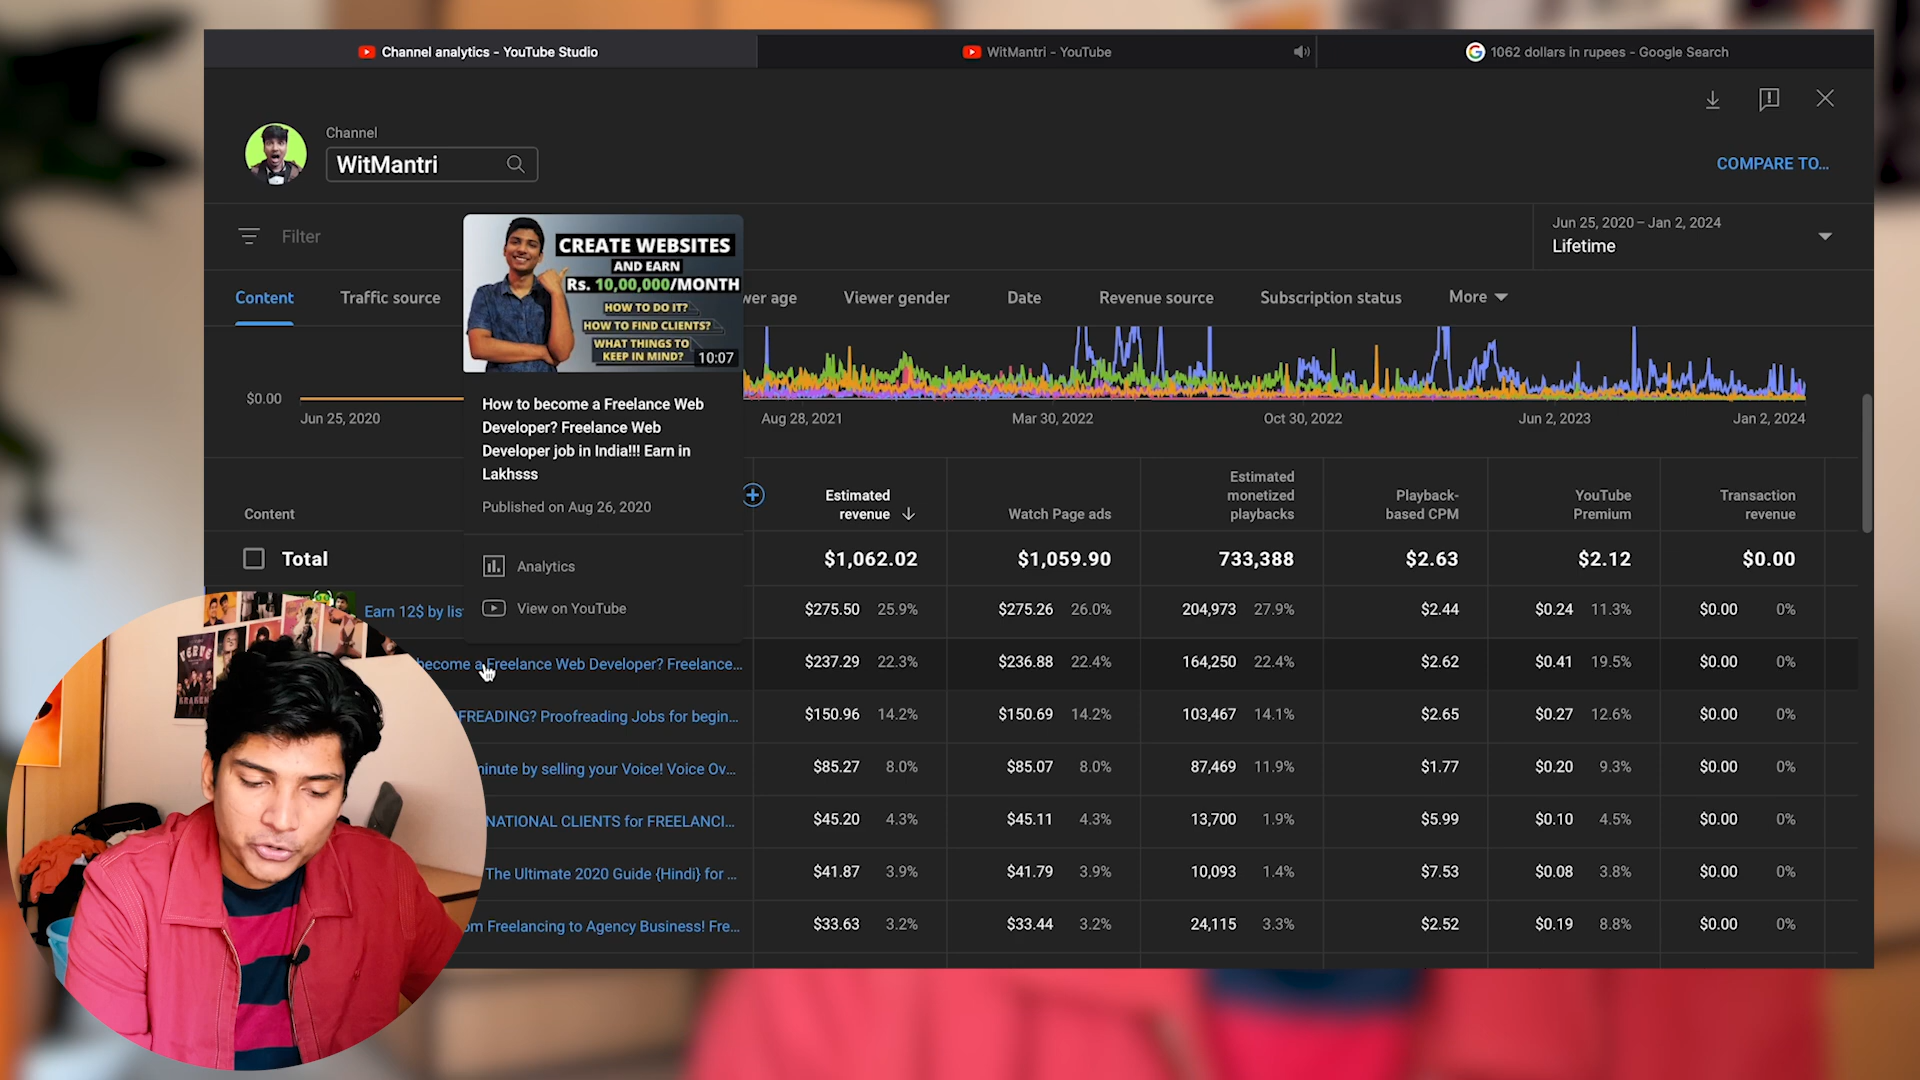 Channel analytics - YouTube Studio
WitMantri - YouTube
1062 dollars in rupees - Google Search
Channel
WitMantri
COMPARE TO...
Filter
Jun 25, 2020 – Jan 2, 2024
Lifetime
CREATE WEBSITES
AND EARN
Rs. 10,00,000/MONTH
HOW TO DO IT?
HOW TO FIND CLIENTS?
WHAT THINGS TO
KEEP IN MIND?
10:07
Content Traffic source wer age Viewer gender Date Revenue source Subscription status More
$0.00
Jun 25, 2020 Aug 28, 2021 Mar 30, 2022 Oct 30, 2022 Jun 2, 2023 Jan 2, 2024
How to become a Freelance Web
Developer? Freelance Web
Developer job in India!!! Earn in
Lakhsss
Published on Aug 26, 2020
Analytics
View on YouTube
Content Estimated revenue Watch Page ads Estimated monetized playbacks Playback-based CPM YouTube Premium Transaction revenue
Total $1,062.02 $1,059.90 733,388 $2.63 $2.12 $0.00
Earn 12$ by lis $275.50 25.9% $275.26 26.0% 204,973 27.9% $2.44 $0.24 11.3% $0.00 0%
become a Freelance Web Developer? Freelance... $237.29 22.3% $236.88 22.4% 164,250 22.4% $2.62 $0.41 19.5% $0.00 0%
FREADING? Proofreading Jobs for begin... $150.96 14.2% $150.69 14.2% 103,467 14.1% $2.65 $0.27 12.6% $0.00 0%
minute by selling your Voice! Voice Ov... $85.27 8.0% $85.07 8.0% 87,469 11.9% $1.77 $0.20 9.3% $0.00 0%
NATIONAL CLIENTS for FREELANCI... $45.20 4.3% $45.11 4.3% 13,700 1.9% $5.99 $0.10 4.5% $0.00 0%
The Ultimate 2020 Guide {Hindi} for ... $41.87 3.9% $41.79 3.9% 10,093 1.4% $7.53 $0.08 3.8% $0.00 0%
om Freelancing to Agency Business! Fre... $33.63 3.2% $33.44 3.2% 24,115 3.3% $2.52 $0.19 8.8% $0.00 0%